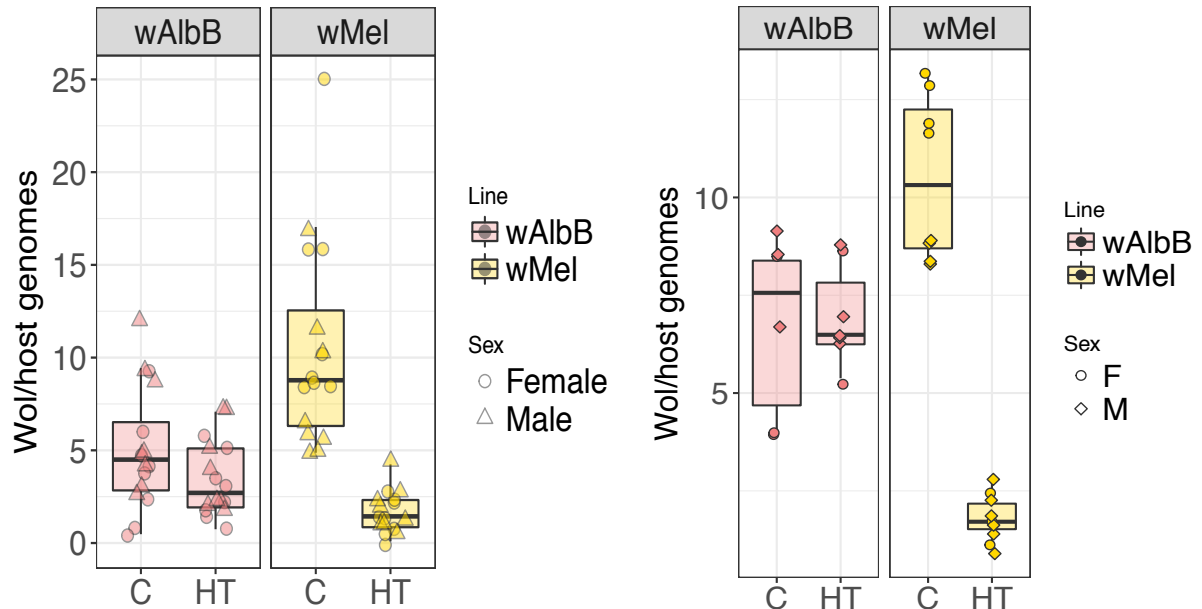 wAlbB wMel
Wol/host genomes
25
20
15
10
5
0
C HT C HT
Line
wAlbB
wMel
Sex
Female
Male
wAlbB wMel
Wol/host genomes
10
5
C HT C HT
Line
wAlbB
wMel
Sex
F
M